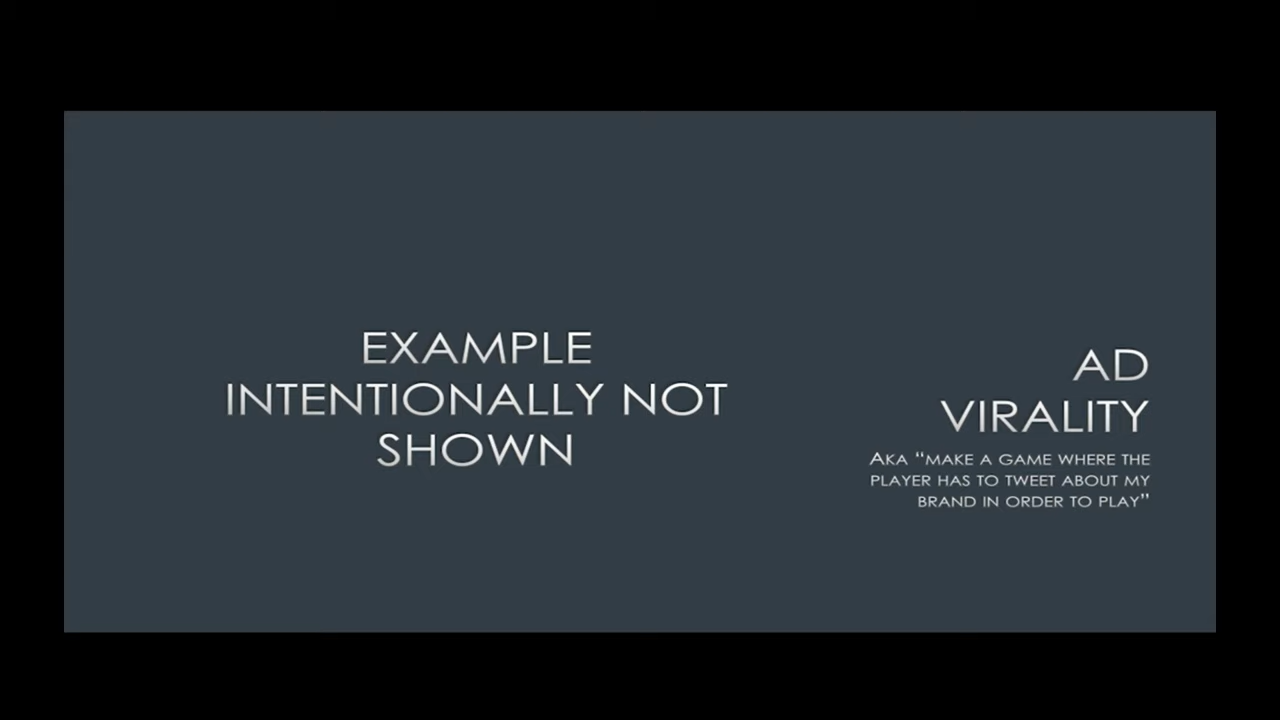 EXAMPLE
INTENTIONALLY NOT
SHOWN
AD
VIRALITY
AKA “MAKE A GAME WHERE THE
PLAYER HAS TO TWEET ABOUT MY
BRAND IN ORDER TO PLAY”